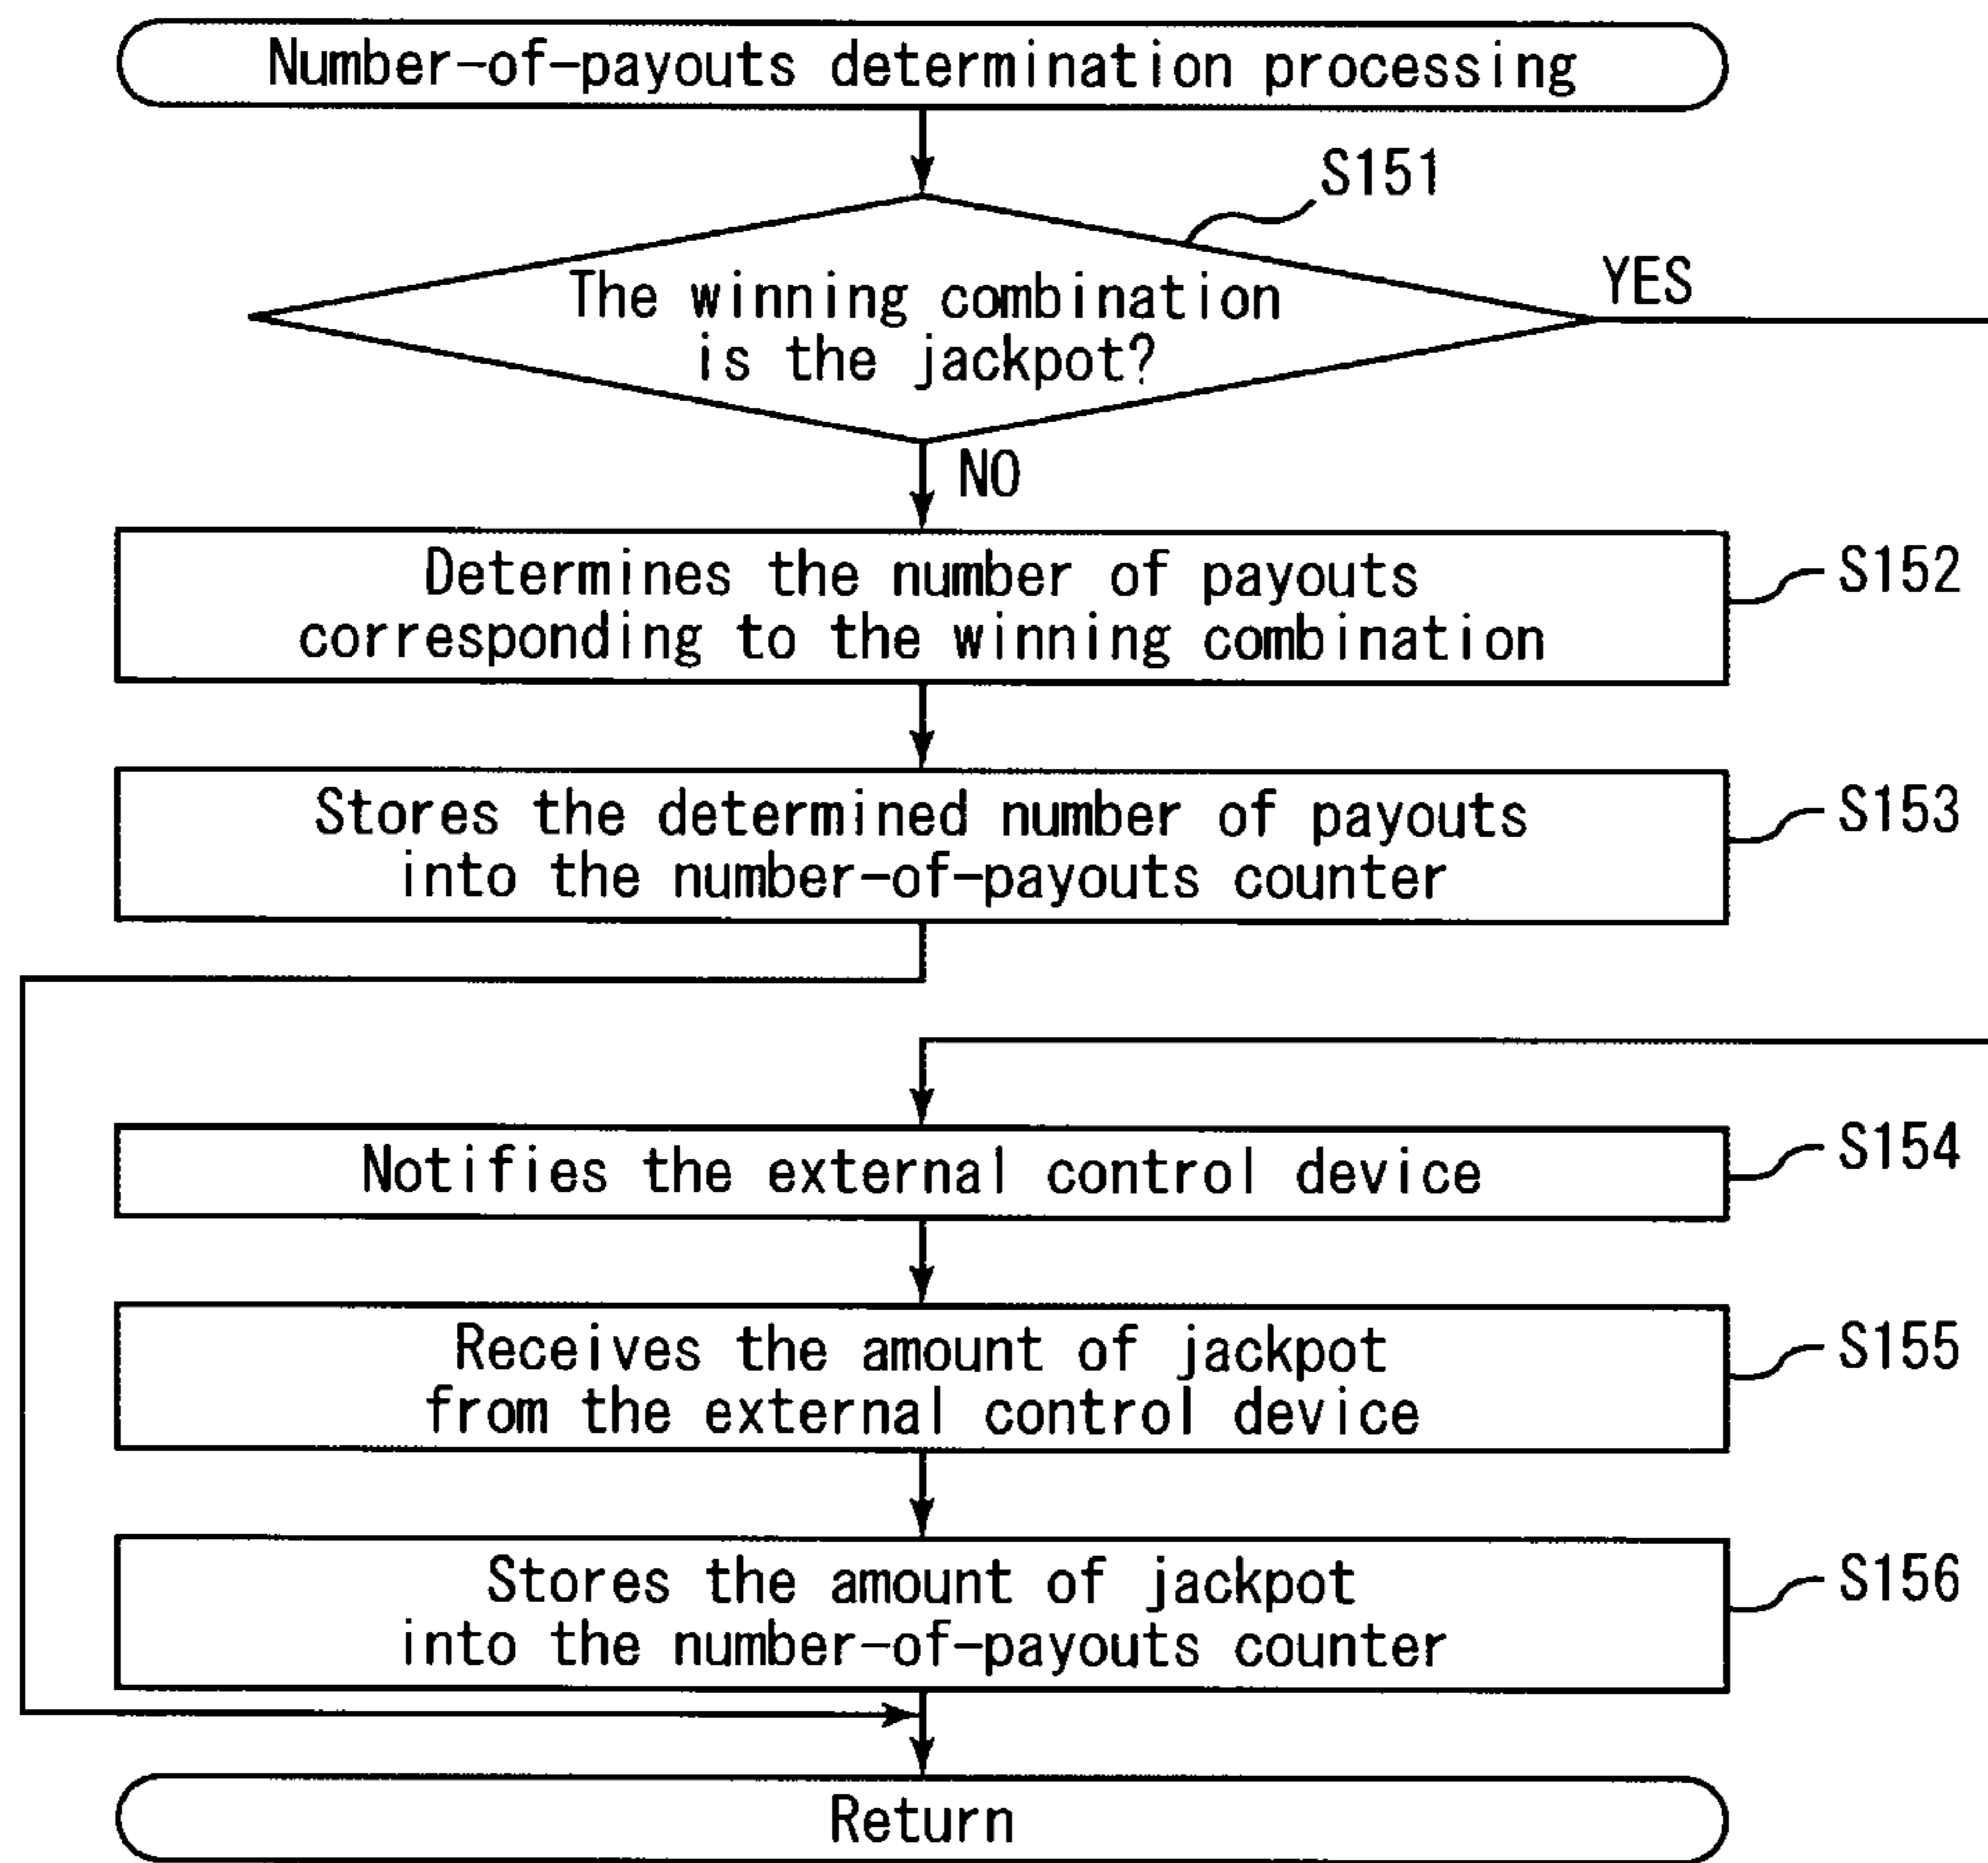 Number-of-payouts determination processing
S151
The winning combination
is the jackpot?
YES
NO
Determines the number of payouts
corresponding to the winning combination
S152
Stores the determined number of payouts
into the number-of-payouts counter
S153
Notifies the external control device
S154
Receives the amount of jackpot
from the external control device
S155
Stores the amount of jackpot
into the number-of-payouts counter
S156
Return